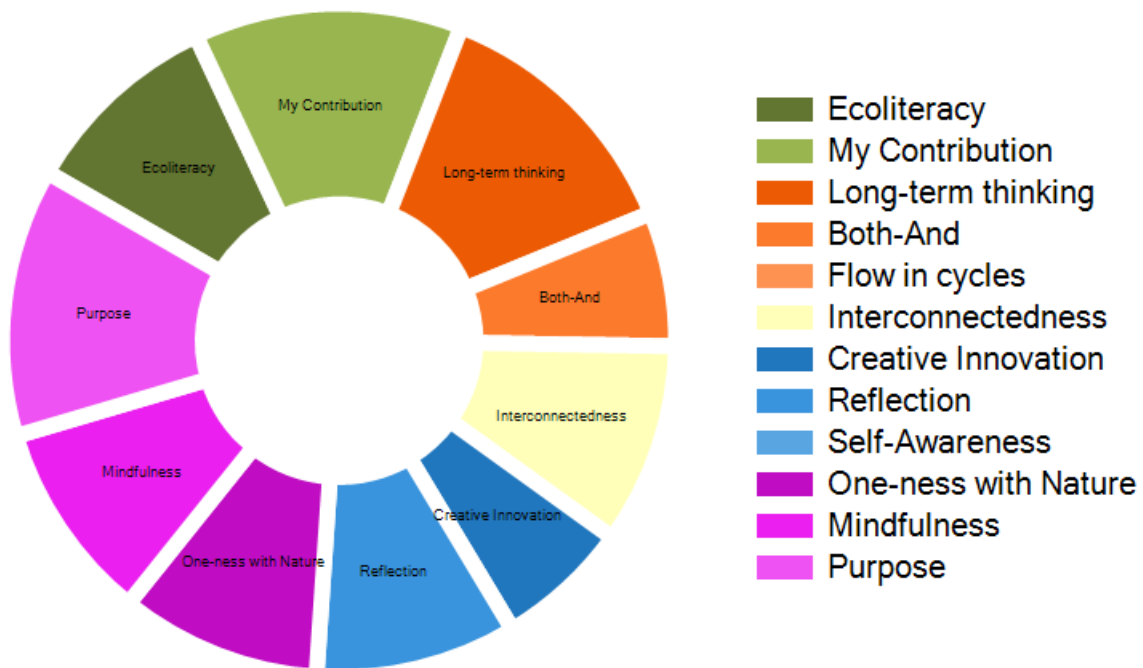 My Contribution
Ecoliteracy
Long-term thinking
Both-And
Purpose
Interconnectedness
Mindfulness
Creative Innovation
One-ness with Nature
Reflection
Ecoliteracy
My Contribution
Long-term thinking
Both-And
Flow in cycles
Interconnectedness
Creative Innovation
Reflection
Self-Awareness
One-ness with Nature
Mindfulness
Purpose